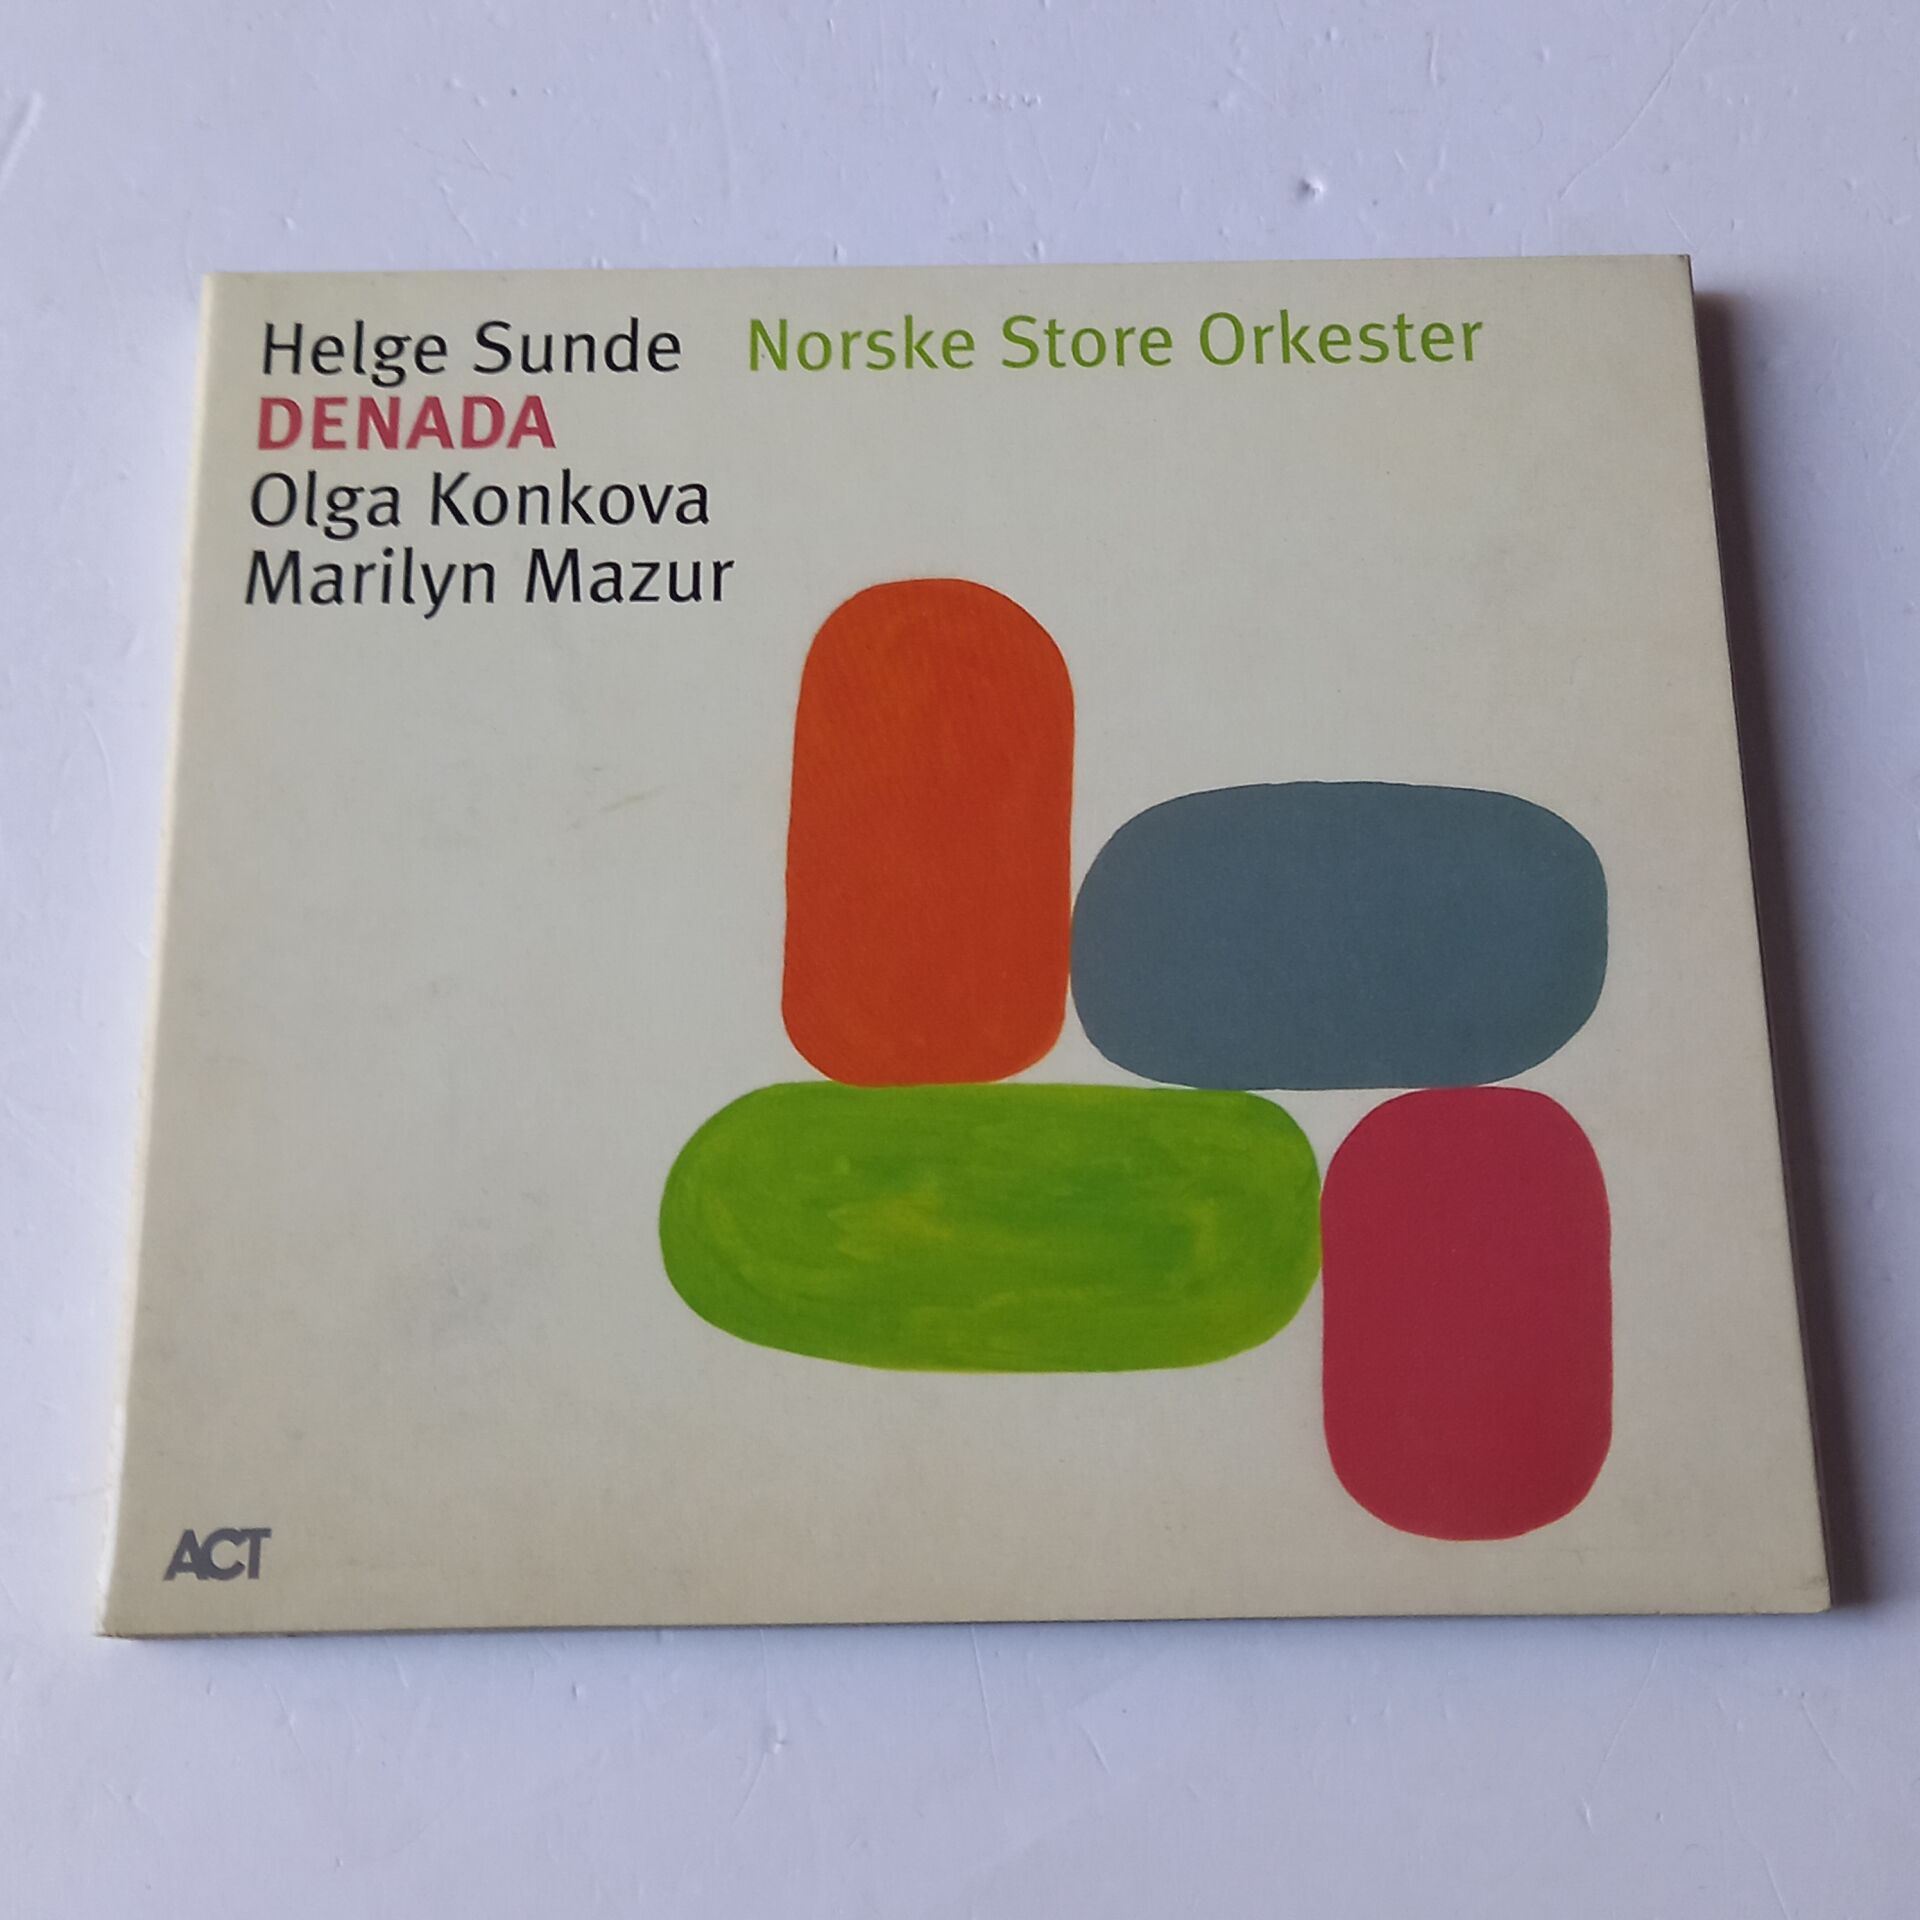 Helge Sunde Norske Store Orkester
DENADA
Olga Konkova
Marilyn Mazur
ACT